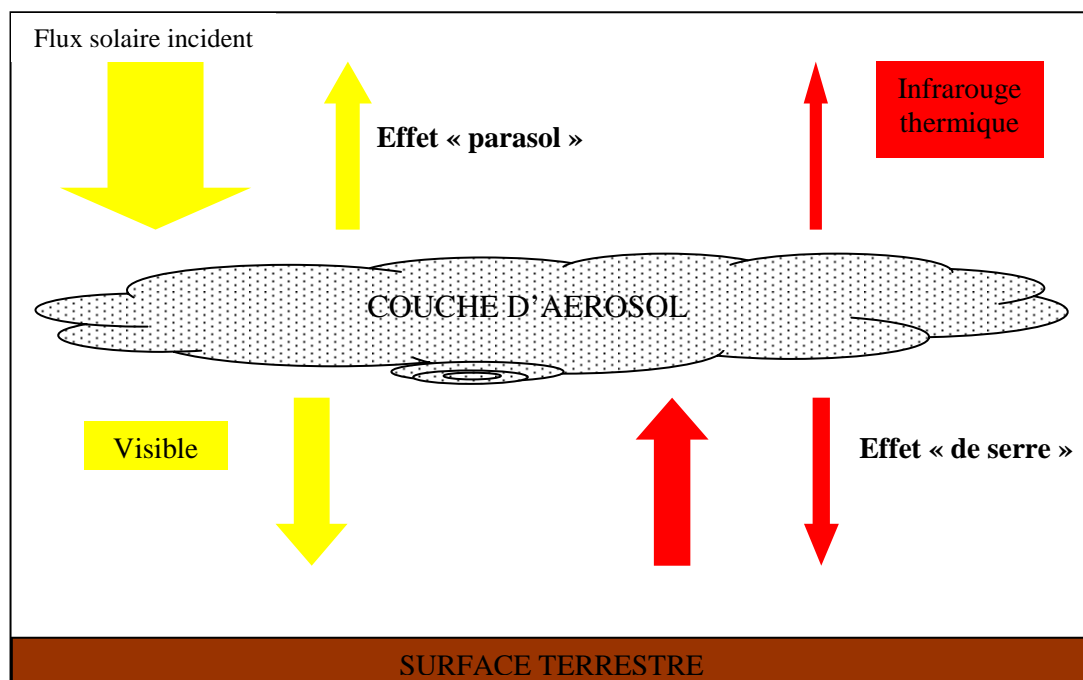 Flux solaire incident
Effet « parasol »
Infrarouge
thermique
COUCHE D’AEROSOL
Visible
Effet « de serre »
SURFACE TERRESTRE